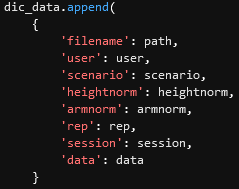 dic_data.append(
{
'filename': path,
'user': user,
'scenario': scenario,
'heightnorm': heightnorm,
'armnorm': armnorm,
'rep': rep,
'session': session,
'data': data
}